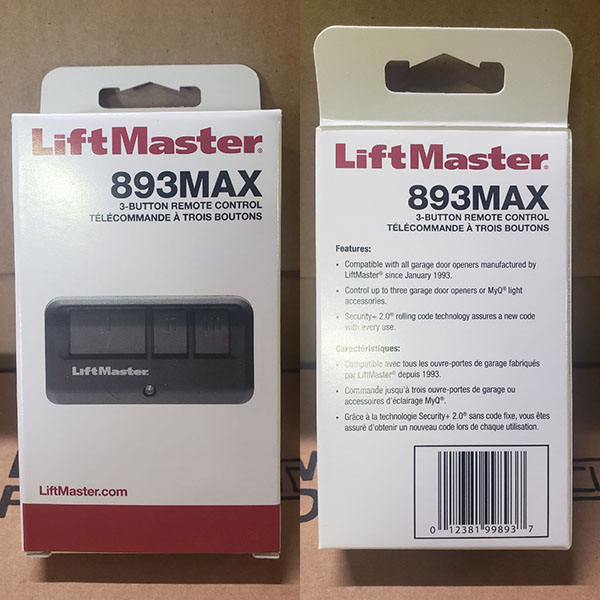 LiftMaster®
893MAX
3-BUTTON REMOTE CONTROL
TÉLÉCOMMANDE À TROIS BOUTONS
LiftMaster®
LiftMaster.com
LiftMaster®
893MAX
3-BUTTON REMOTE CONTROL
TÉLÉCOMMANDE À TROIS BOUTONS
Features:
• Compatible with all garage door openers manufactured by
LiftMaster® since January 1993.
• Control up to three garage door openers or MyQ® light
accessories.
• Security+ 2.0® rolling code technology assures a new code
with every use.
Caractéristiques:
• Compatible avec tous les ouvre-portes de garage fabriqués
par LiftMaster® depuis 1993.
• Commande jusqu'à trois ouvre-portes de garage ou
accessoires d'éclairage MyQ®.
• Grâce à la technologie Security+ 2.0® sans code fixe, vous êtes
assuré d'obtenir un nouveau code lors de chaque utilisation.
0 12381 99893 7